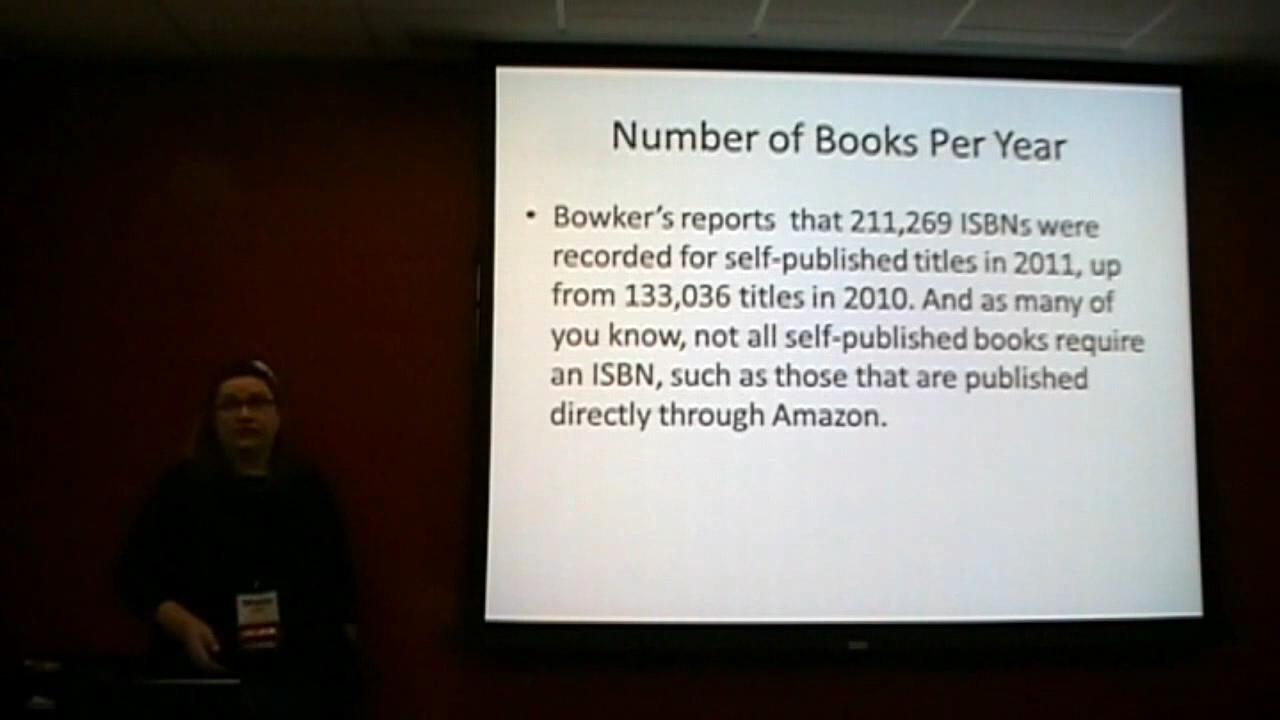 Number of Books Per Year
• Bowker's reports that 211,269 ISBNs were
recorded for self-published titles in 2011, up
from 133,036 titles in 2010. And as many of
you know, not all self-published books require
an ISBN, such as those that are published
directly through Amazon.